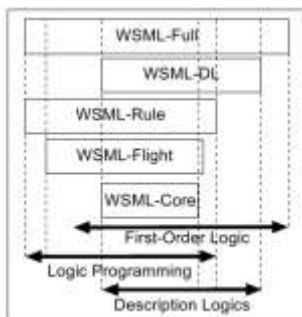 WSML-Full
WSML-DL
WSML-Rule
WSML-Flight
WSML-Core
First-Order Logic
Logic Programming
Description Logics